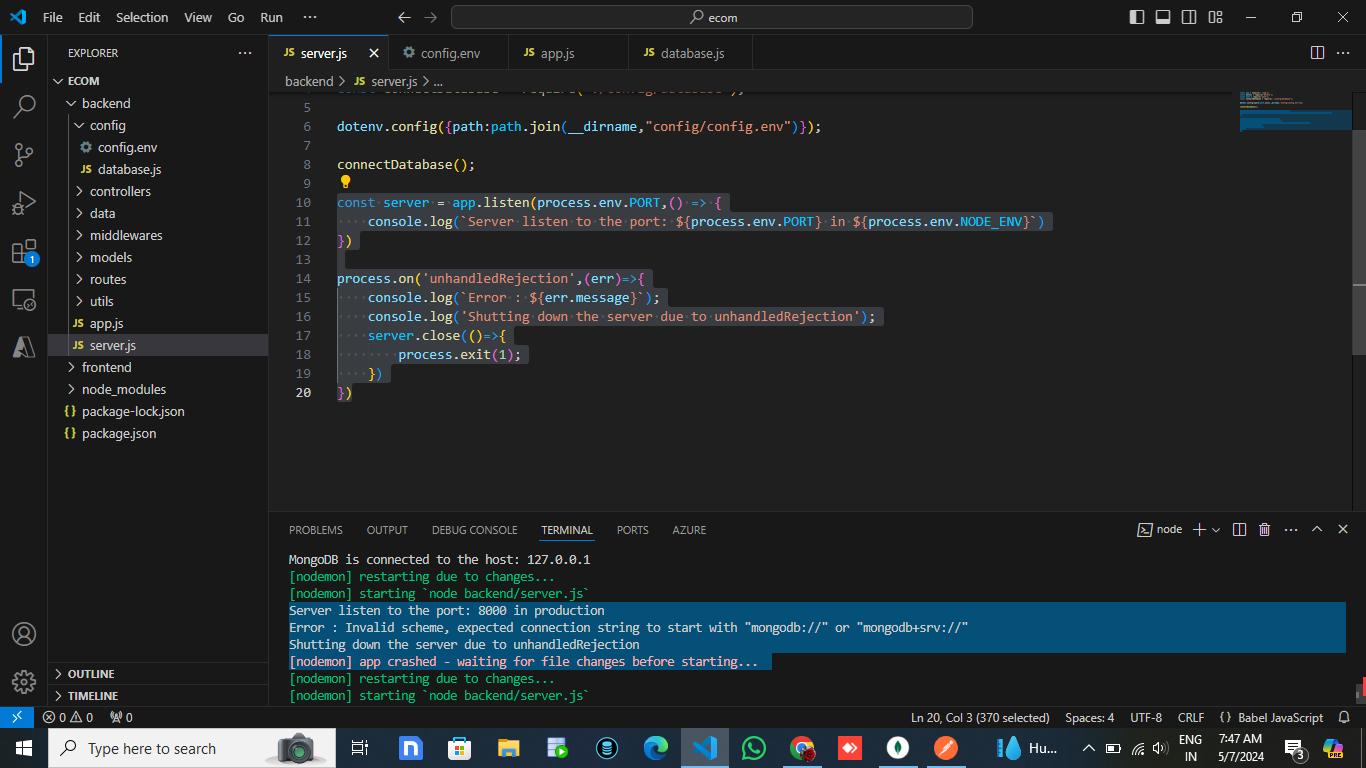 File Edit Selection View Go Run ··· ecom
EXPLORER ···
ECOM
backend
config
config.env
JS database.js
controllers
data
middlewares
models
routes
utils
JS app.js
JS server.js
frontend
node_modules
{} package-lock.json
{} package.json
OUTLINE
TIMELINE
1
JS server.js
config.env
JS app.js
JS database.js
···
backend > JS server.js > ...
5
6 dotenv.config({path:path.join(__dirname,"config/config.env")});
7
8 connectDatabase();
9
10 const server = app.listen(process.env.PORT,() => {
11 console.log(`Server listen to the port: ${process.env.PORT} in ${process.env.NODE_ENV}`)
12 })
13
14 process.on('unhandledRejection',(err)=>{
15 console.log(`Error : ${err.message}`);
16 console.log('Shutting down the server due to unhandledRejection');
17 server.close(()=>{
18 process.exit(1);
19 })
20 })
PROBLEMS OUTPUT DEBUG CONSOLE TERMINAL PORTS AZURE node ···
MongoDB is connected to the host: 127.0.0.1
[nodemon] restarting due to changes...
[nodemon] starting `node backend/server.js`
Server listen to the port: 8000 in production
Error : Invalid scheme, expected connection string to start with "mongodb://" or "mongodb+srv://"
Shutting down the server due to unhandledRejection
[nodemon] app crashed - waiting for file changes before starting...
[nodemon] restarting due to changes...
[nodemon] starting `node backend/server.js`
0 0 0 Ln 20, Col 3 (370 selected) Spaces: 4 UTF-8 CRLF {} Babel JavaScript
Type here to search
Hu...
ENG
IN
7:47 AM
5/7/2024
3
PRE